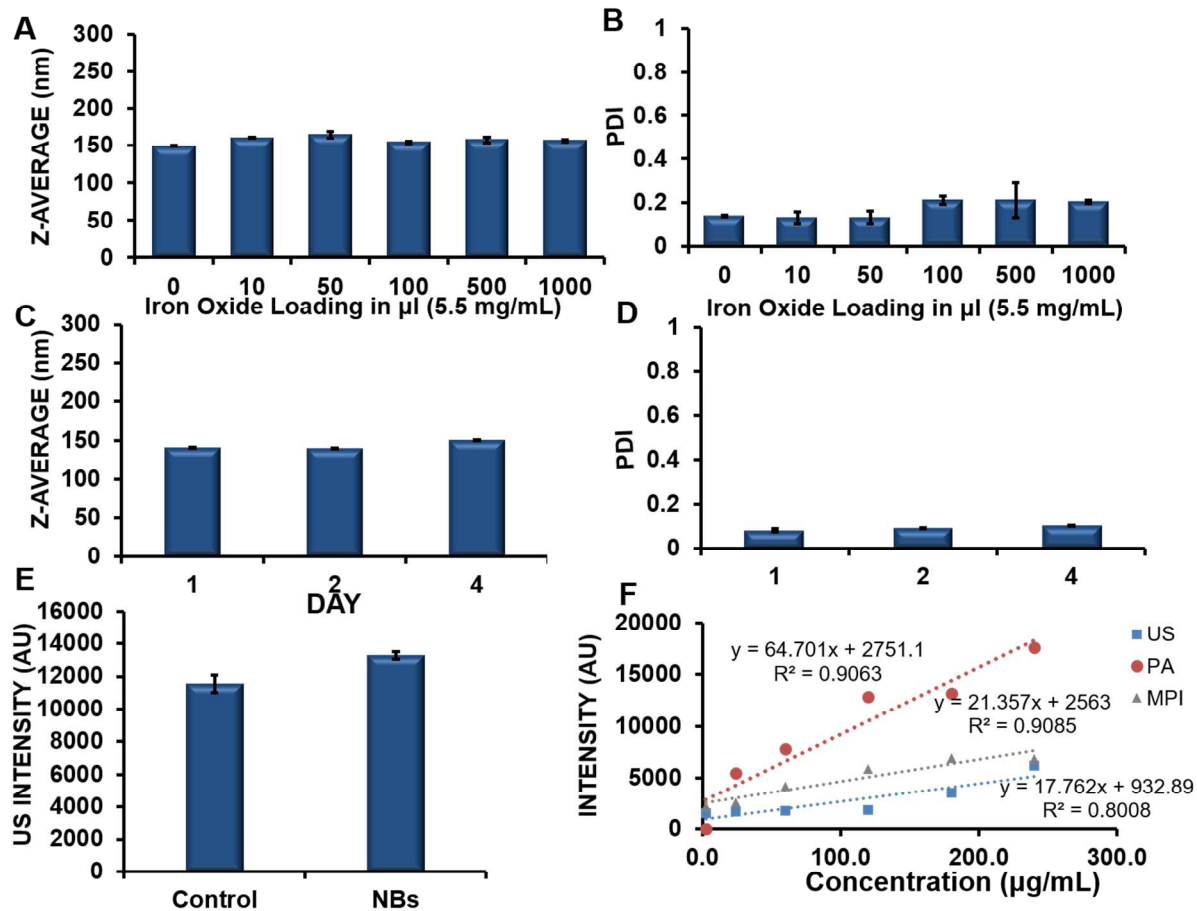 A
Z-AVERAGE (nm)
300
250
200
150
100
50
0
0 10 50 100 500 1000
Iron Oxide Loading in µl (5.5 mg/mL)
B
PDI
1
0.8
0.6
0.4
0.2
0
0 10 50 100 500 1000
Iron Oxide Loading in µl (5.5 mg/mL)
C
Z-AVERAGE (nm)
300
250
200
150
100
50
0
1 2 4
DAY
D
PDI
1
0.8
0.6
0.4
0.2
0
1 2 4
E
US INTENSITY (AU)
16000
14000
12000
10000
8000
6000
4000
2000
0
Control NBs
F
INTENSITY (AU)
20000
15000
10000
5000
0
0.0 100.0 200.0 300.0
Concentration (µg/mL)
y = 64.701x + 2751.1
R² = 0.9063
y = 21.357x + 2563
R² = 0.9085
y = 17.762x + 932.89
R² = 0.8008
US
PA
MPI